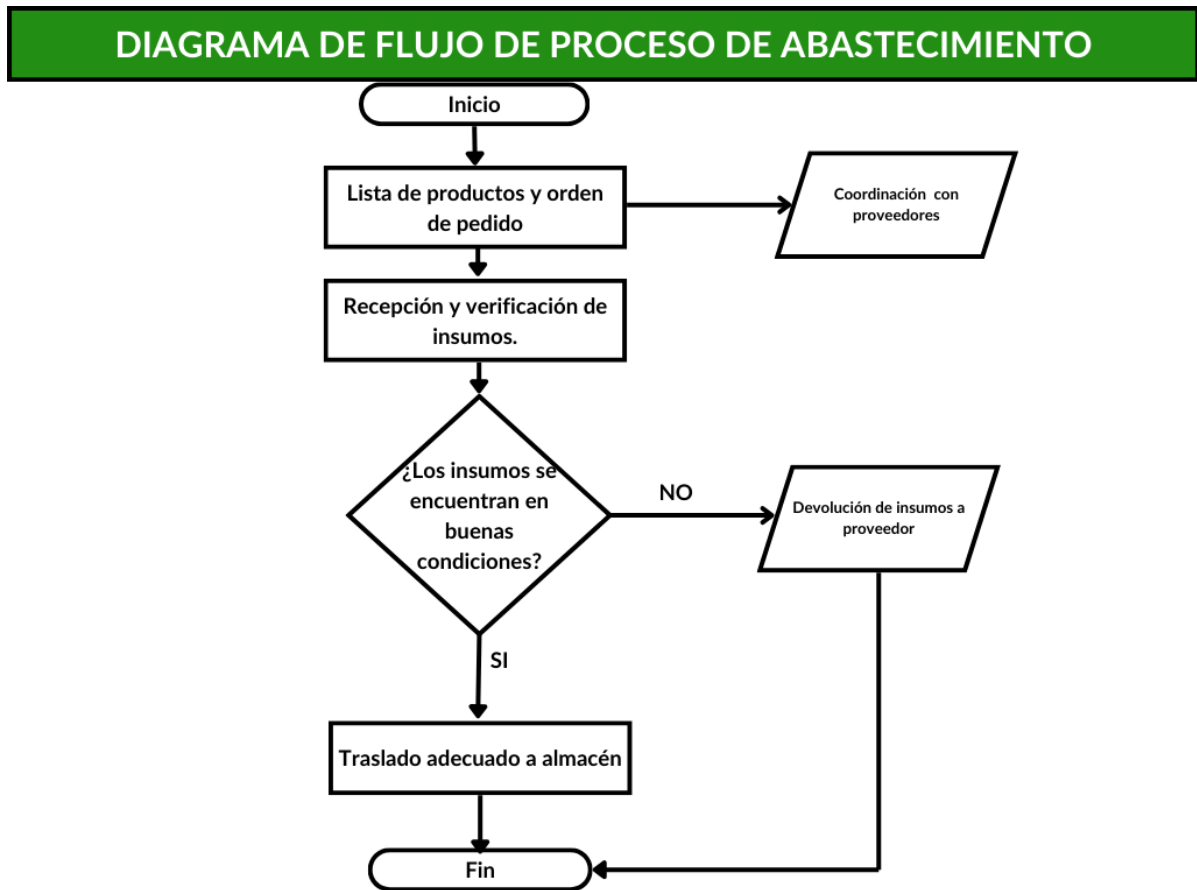 DIAGRAMA DE FLUJO DE PROCESO DE ABASTECIMIENTO
Inicio
Lista de productos y orden
de pedido
Coordinación con
proveedores
Recepción y verificación de
insumos.
¿Los insumos se
encuentran en
buenas
condiciones?
NO
Devolución de insumos a
proveedor
SI
Traslado adecuado a almacén
Fin